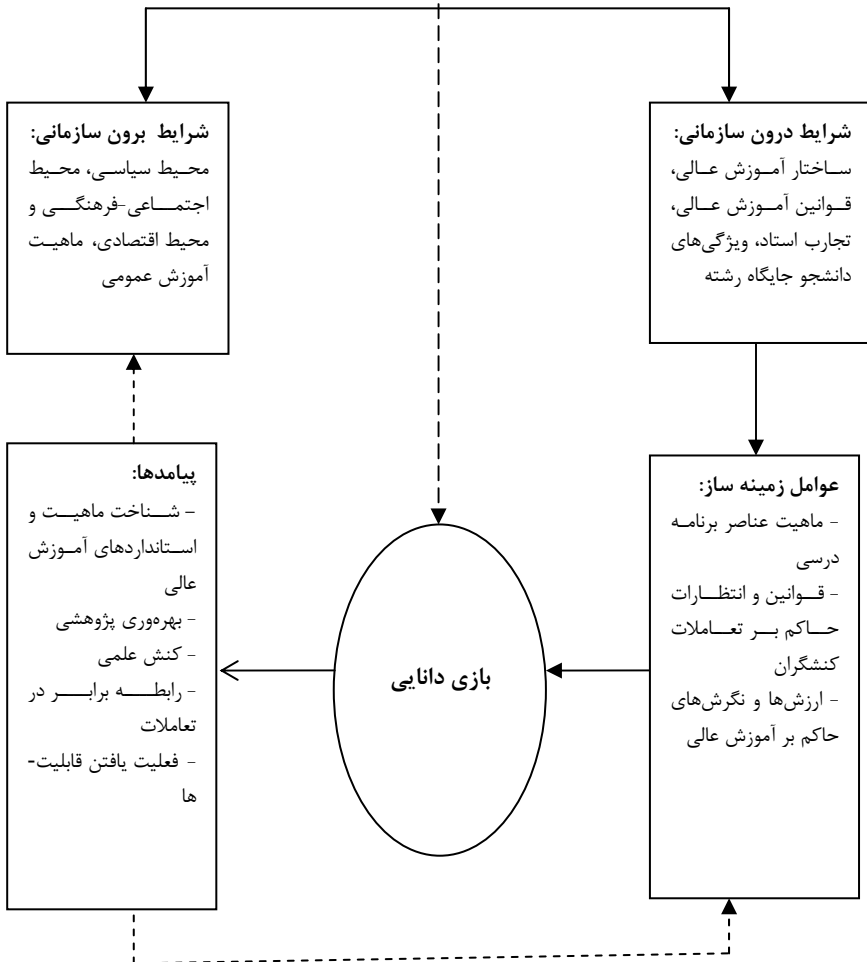 شرایط درون سازمانی:
ساختار آموزش عالی،
قوانین آموزش عالی،
تجارب استاد، ویژگی‌های
دانشجو جایگاه رشته
شرایط برون سازمانی:
محیط سیاسی، محیط
اجتماعی-فرهنگی و
محیط اقتصادی، ماهیت
آموزش عمومی
عوامل زمینه ساز:
- ماهیت عناصر برنامه
درسی
- قوانین و انتظارات
حاکم بر تعاملات
کنشگران
- ارزش‌ها و نگرش‌های
حاکم بر آموزش عالی
بازی دانایی
پیامدها:
- شناخت ماهیت و
استانداردهای آموزش
عالی
- بهره‌وری پژوهشی
- کنش علمی
- رابطه برابر در
تعاملات
- فعلیت یافتن قابلیت-
ها